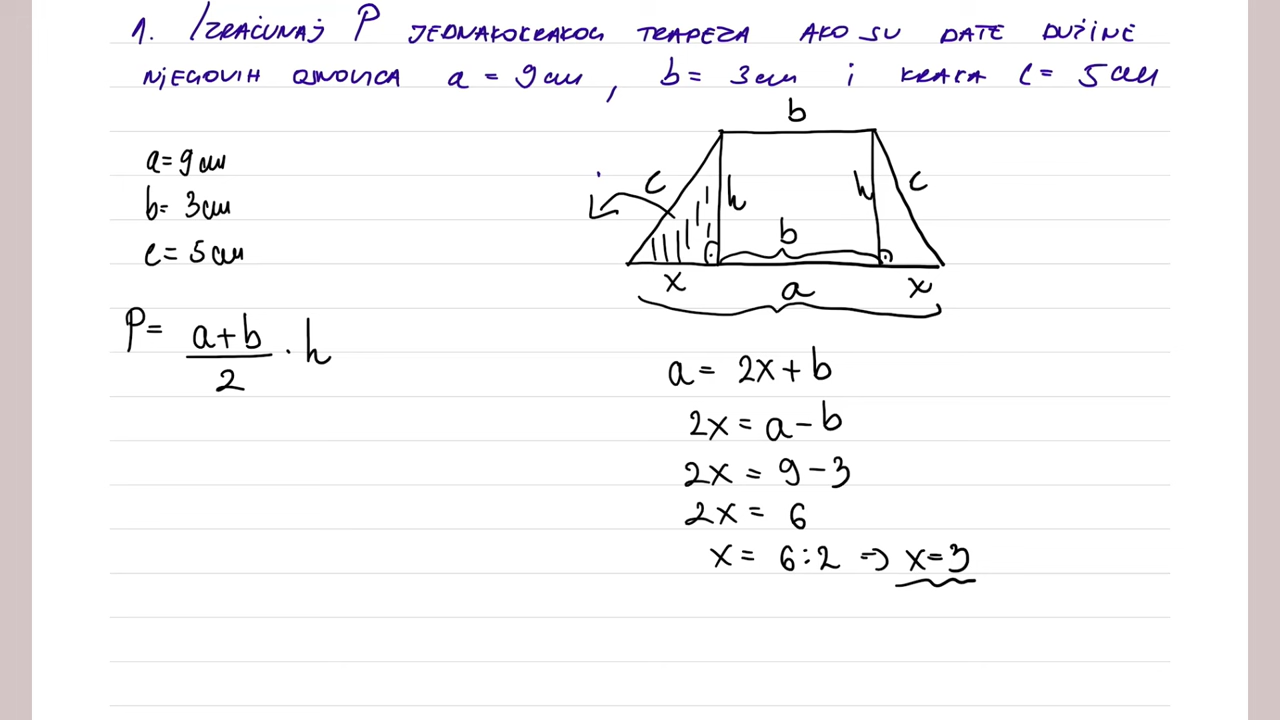 1. IZRAČUNAJ P JEDNAKOKRAKOG TRAPEZA AKO SU DATE DUŽINE
NJEGOVIH OSNOVICA a = 9cm, b = 3cm i KRAKA c = 5cm
b
a = 9cm
b = 3cm
c = 5cm
c h h c
b
x a x
P = (a+b)/2 · h
a = 2x + b
2x = a - b
2x = 9 - 3
2x = 6
x = 6:2 ⇒ x=3